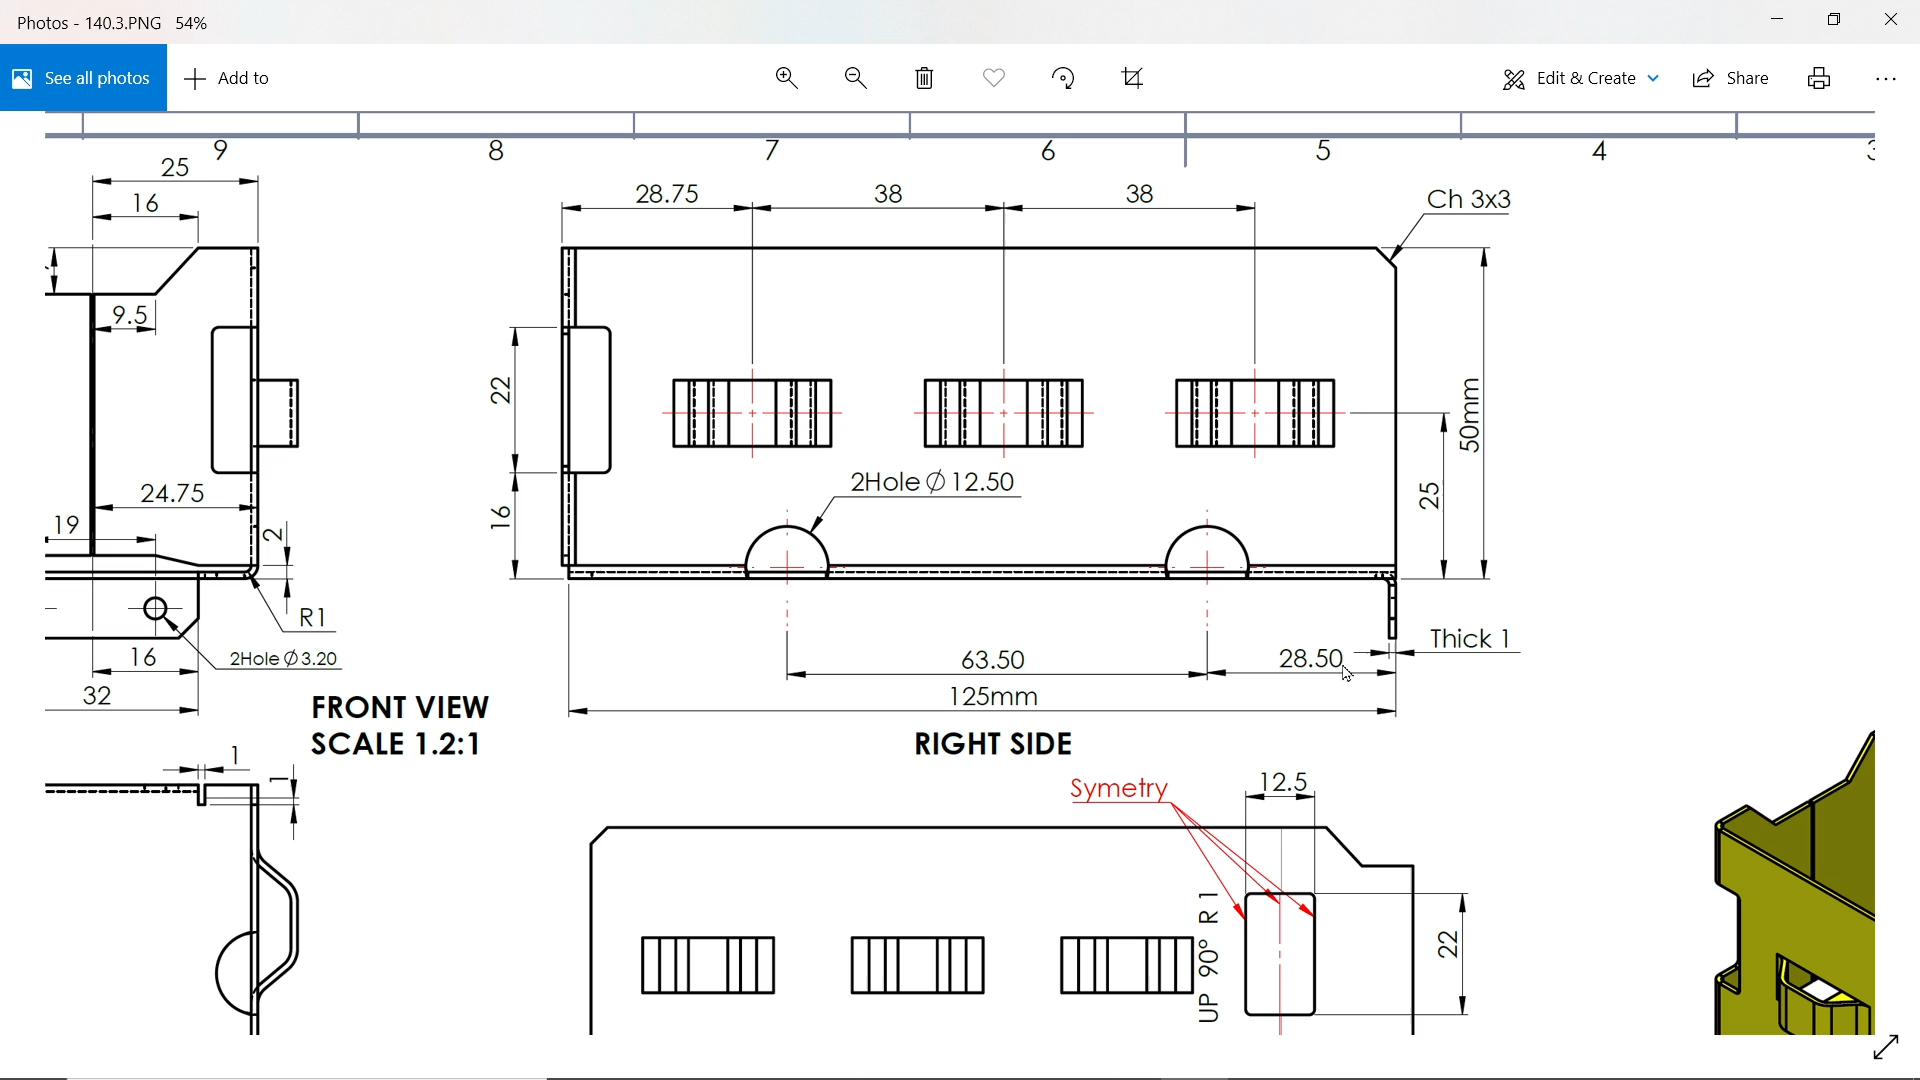 Photos - 140.3.PNG 54%
See all photos
Add to
Edit & Create
Share
9
8
7
6
5
4
25
16
9.5
24.75
19
2
R1
2Hole Ø 3.20
16
32
FRONT VIEW
SCALE 1.2:1
28.75
38
38
Ch 3x3
22
16
2Hole Ø 12.50
50mm
25
Thick 1
63.50
28.50
125mm
RIGHT SIDE
1
1
Symetry
12.5
UP 90° R 1
22